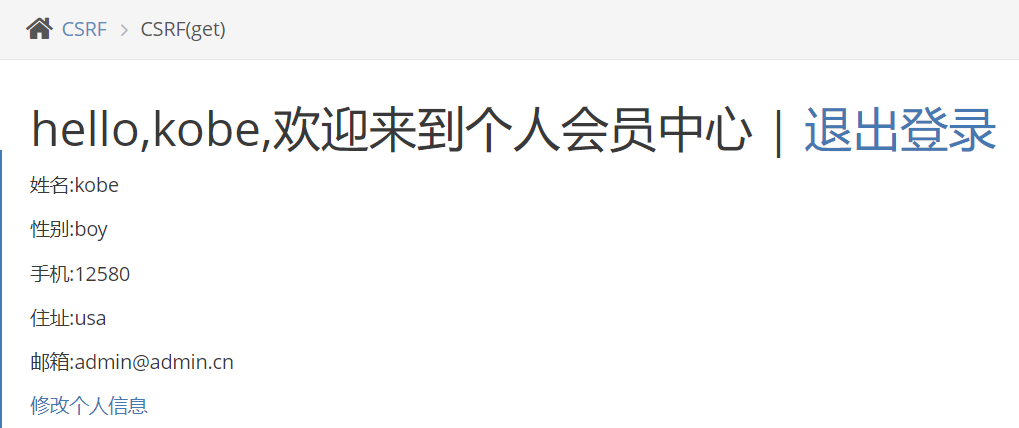 CSRF > CSRF(get)
hello,kobe,欢迎来到个人会员中心 | 退出登录
姓名:kobe
性别:boy
手机:12580
住址:usa
邮箱:admin@admin.cn
修改个人信息